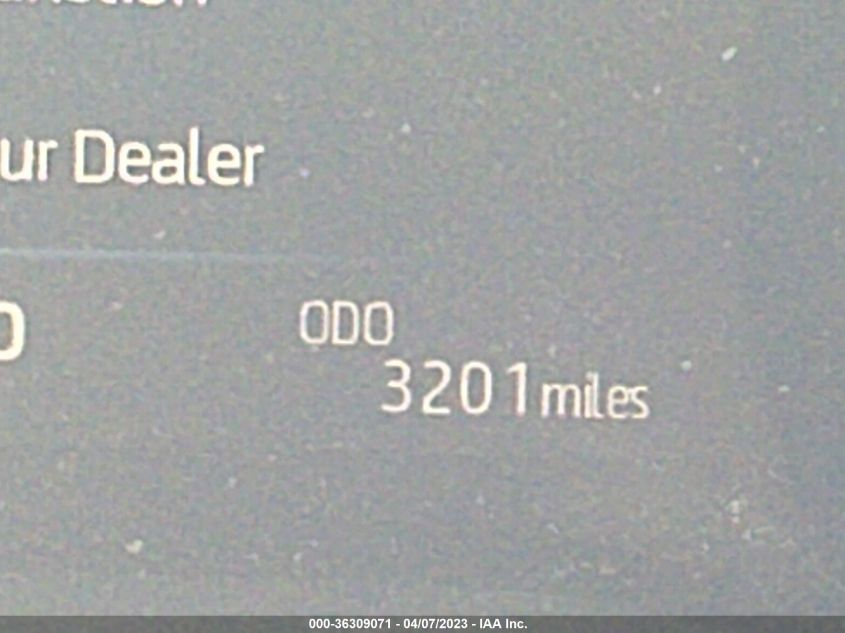 ur Dealer
ODO
3201 miles
000-36309071 - 04/07/2023 - IAA Inc.